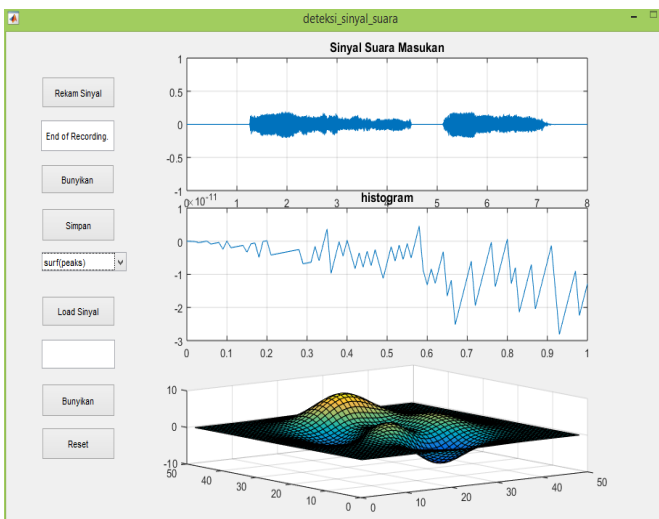 deteksi_sinyal_suara
Rekam Sinyal
End of Recording.
Bunyikan
Simpan
surf(peaks)
Load Sinyal
Bunyikan
Reset
Sinyal Suara Masukan
1
0.5
0
-0.5
-1
0 1 2 3 4 5 6 7 8
×10^-11
histogram
1
0
-1
-2
-3
0 0.1 0.2 0.3 0.4 0.5 0.6 0.7 0.8 0.9 1
10
0
-10
50 40 30 20 10 0
0 10 20 30 40 50